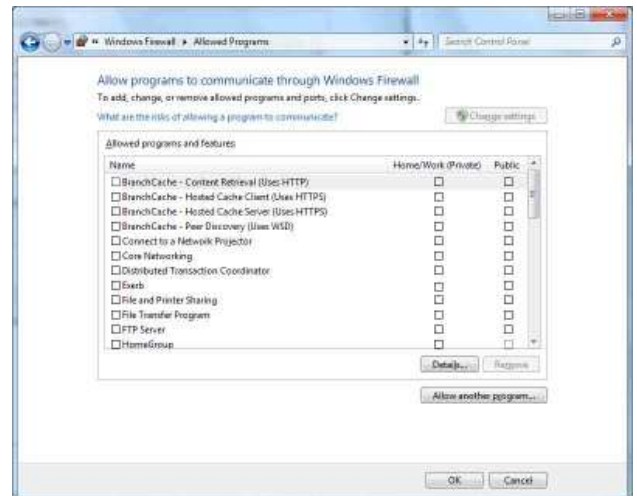 « Windows Firewall ▸ Allowed Programs
Search Control Panel
Allow programs to communicate through Windows Firewall
To add, change, or remove allowed programs and ports, click Change settings.
What are the risks of allowing a program to communicate?
Change settings
Allowed programs and features
Name Home/Work (Private) Public
BranchCache - Content Retrieval (Uses HTTP)
BranchCache - Hosted Cache Client (Uses HTTPS)
BranchCache - Hosted Cache Server (Uses HTTPS)
BranchCache - Peer Discovery (Uses WSD)
Connect to a Network Projector
Core Networking
Distributed Transaction Coordinator
Exerb
File and Printer Sharing
File Transfer Program
FTP Server
HomeGroup
Details... Remove
Allow another program...
OK Cancel